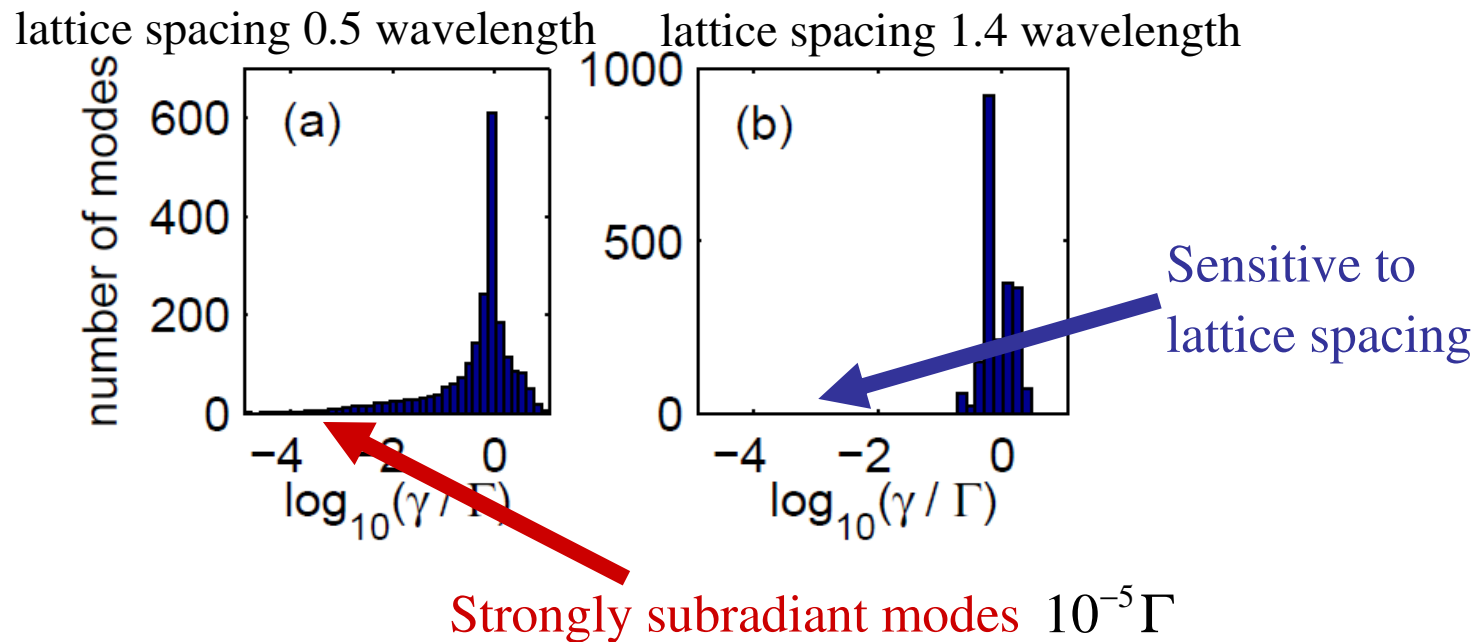 lattice spacing 0.5 wavelength
lattice spacing 1.4 wavelength
number of modes
600
400
200
0
(a)
−4 −2 0
log₁₀(γ / Γ)
1000
500
0
(b)
−4 −2 0
log₁₀(γ / Γ)
Sensitive to
lattice spacing
Strongly subradiant modes 10⁻⁵Γ